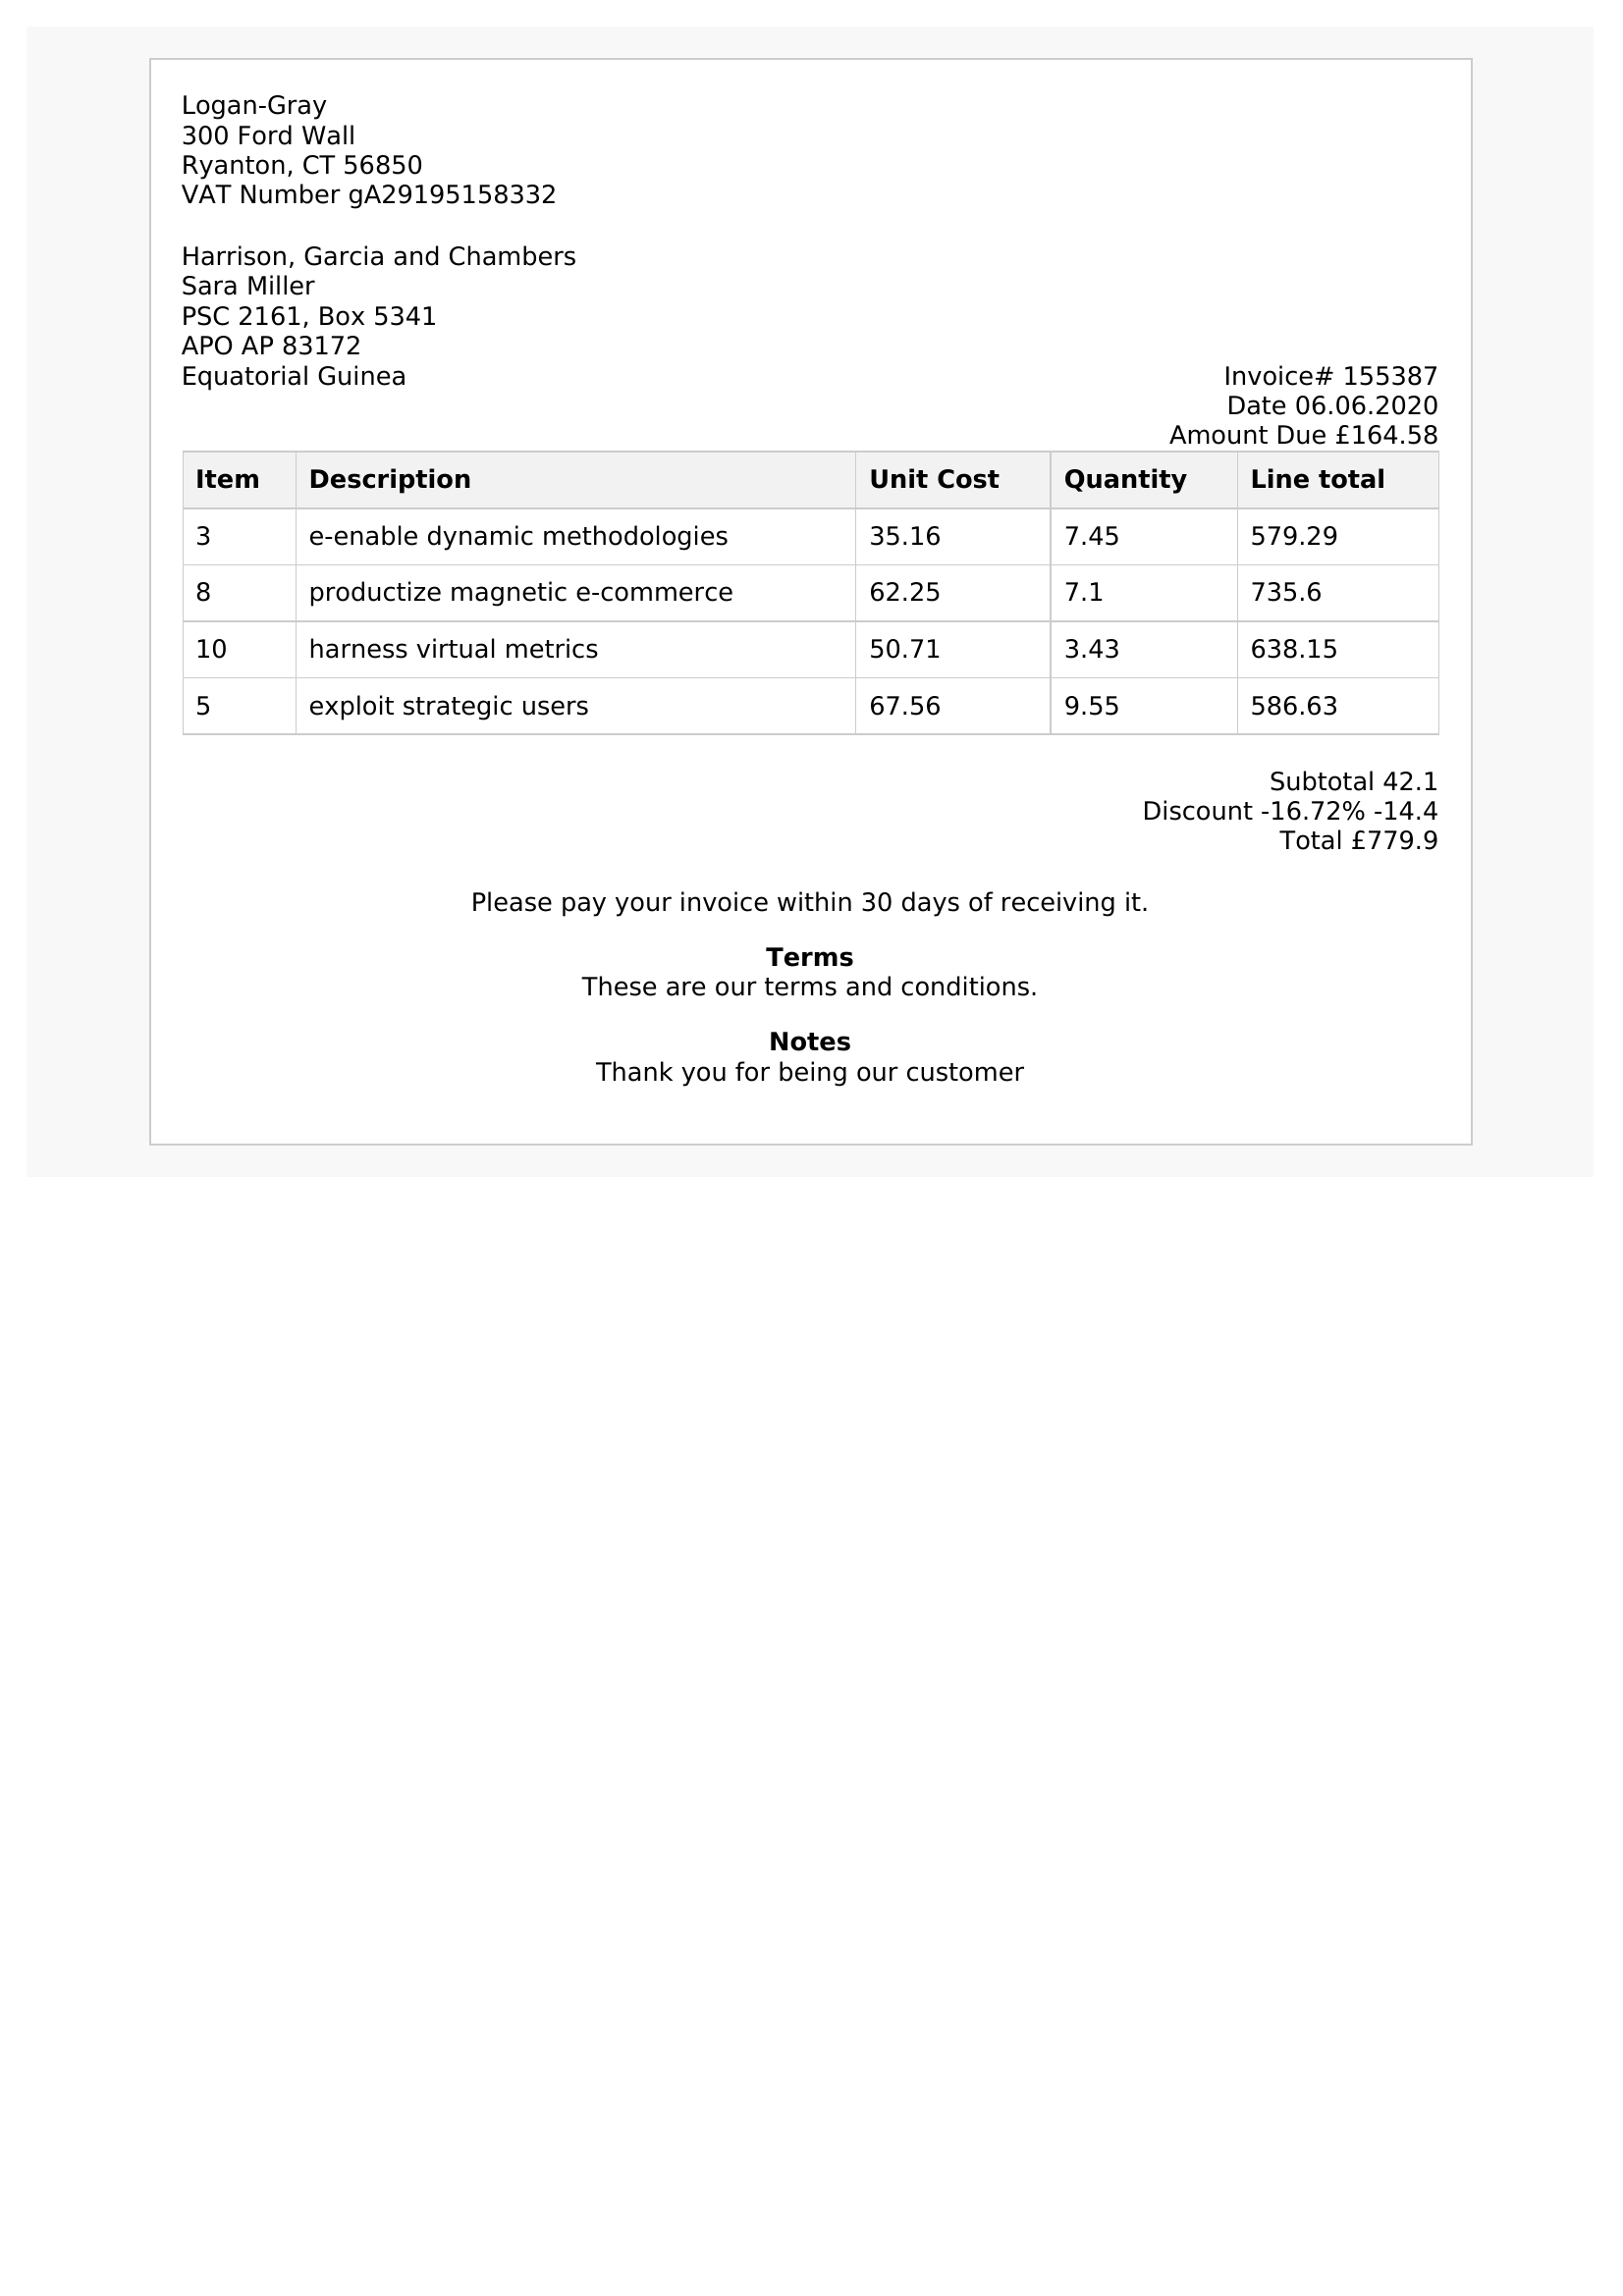 Logan-Gray
300 Ford Wall
Ryanton, CT 56850
VAT Number gA29195158332
Harrison, Garcia and Chambers
Sara Miller
PSC 2161, Box 5341
APO AP 83172
Equatorial Guinea
Invoice# 155387
Date 06.06.2020
Amount Due £164.58
Item Description Unit Cost Quantity Line total
3 e-enable dynamic methodologies 35.16 7.45 579.29
8 productize magnetic e-commerce 62.25 7.1 735.6
10 harness virtual metrics 50.71 3.43 638.15
5 exploit strategic users 67.56 9.55 586.63
Subtotal 42.1
Discount -16.72% -14.4
Total £779.9
Please pay your invoice within 30 days of receiving it.
Terms
These are our terms and conditions.
Notes
Thank you for being our customer